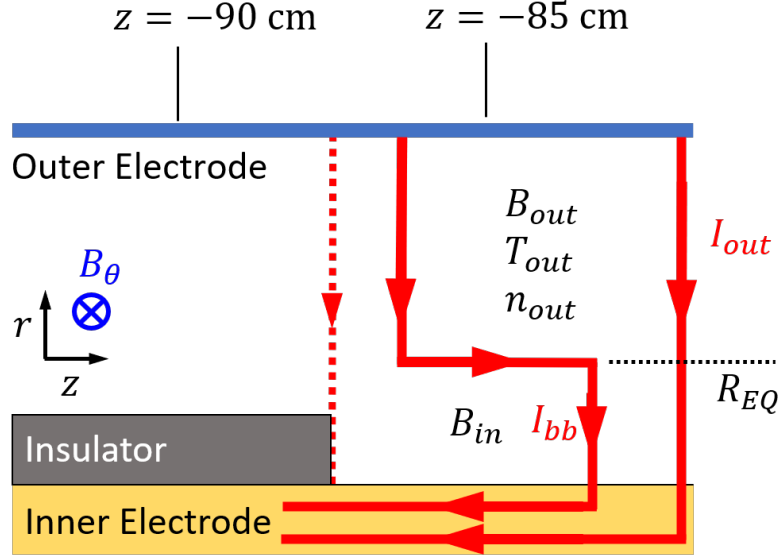 z = −90 cm
z = −85 cm
Outer Electrode
B_out
T_out
n_out
I_out
B_θ
r
z
R_EQ
B_in
I_bb
Insulator
Inner Electrode